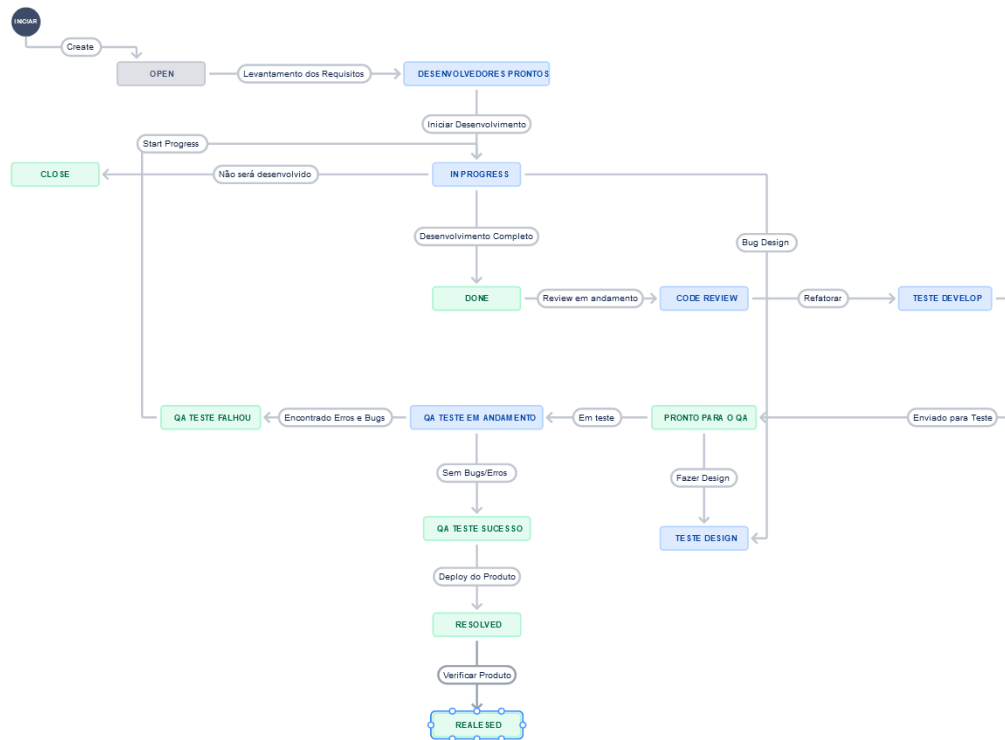 INICIAR
Create
OPEN
Levantamento dos Requisitos
DESENVOLVEDORES PRONTOS
Iniciar Desenvolvimento
Start Progress
CLOSE
Não será desenvolvido
IN PROGRESS
Desenvolvimento Completo
Bug Design
DONE
Review em andamento
CODE REVIEW
Refatorar
TESTE DEVELOP
QA TESTE FALHOU
Encontrado Erros e Bugs
QA TESTE EM ANDAMENTO
Em teste
PRONTO PARA O QA
Enviado para Teste
Sem Bugs/Erros
Fazer Design
QA TESTE SUCESSO
TESTE DESIGN
Deploy do Produto
RESOLVED
Verificar Produto
REALESED